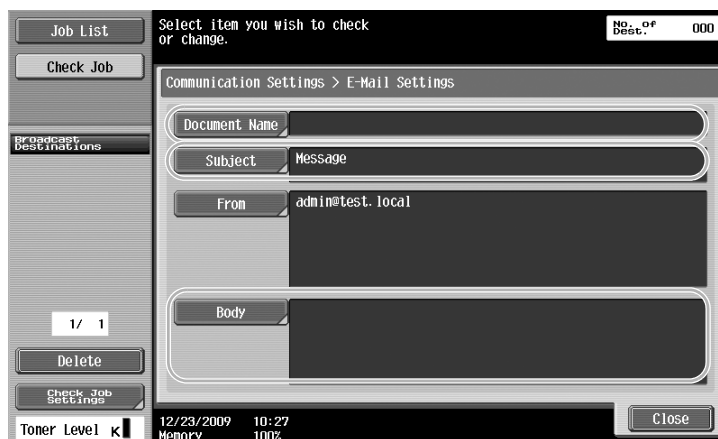 Job List
Check Job
Broadcast
Destinations
1/ 1
Delete
Check Job
Settings
Toner Level K
Select item you wish to check
or change.
No. of
Dest. 000
Communication Settings > E-Mail Settings
Document Name
Subject Message
From admin@test.local
Body
12/23/2009 10:27
Memory 100%
Close